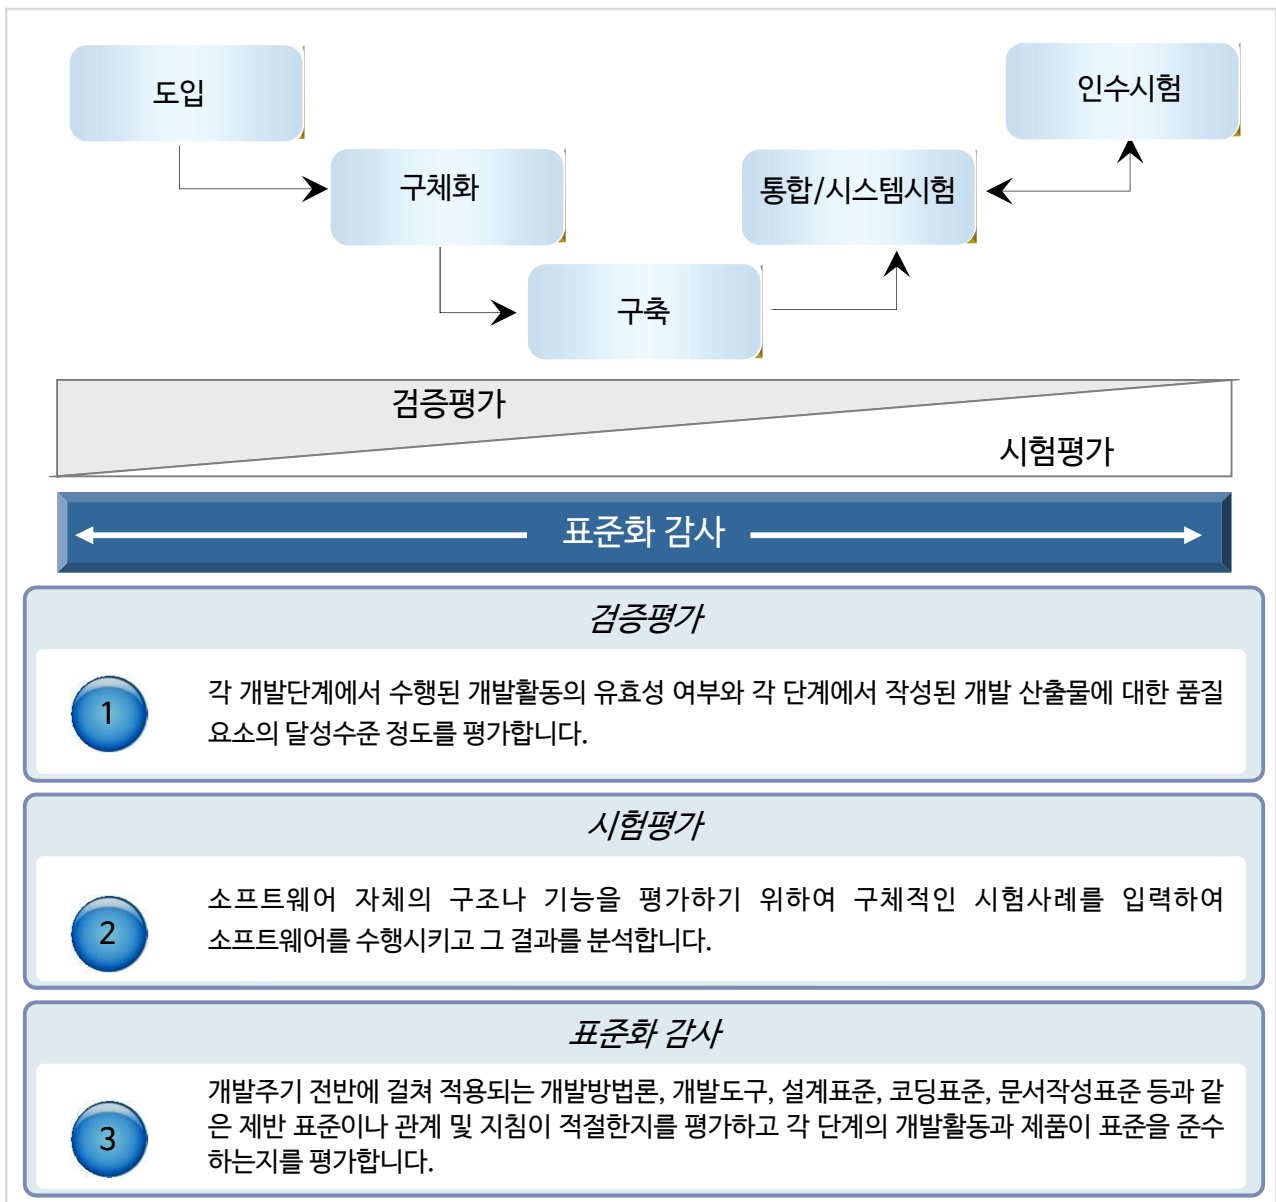 도입
인수시험
구체화
통합/시스템시험
구축
검증평가
시험평가
표준화 감사
검증평가
1
각 개발단계에서 수행된 개발활동의 유효성 여부와 각 단계에서 작성된 개발 산출물에 대한 품질
요소의 달성수준 정도를 평가합니다.
시험평가
2
소프트웨어 자체의 구조나 기능을 평가하기 위하여 구체적인 시험사례를 입력하여
소프트웨어를 수행시키고 그 결과를 분석합니다.
표준화 감사
3
개발주기 전반에 걸쳐 적용되는 개발방법론, 개발도구, 설계표준, 코딩표준, 문서작성표준 등과 같
은 제반 표준이나 관계 및 지침이 적절한지를 평가하고 각 단계의 개발활동과 제품이 표준을 준수
하는지를 평가합니다.